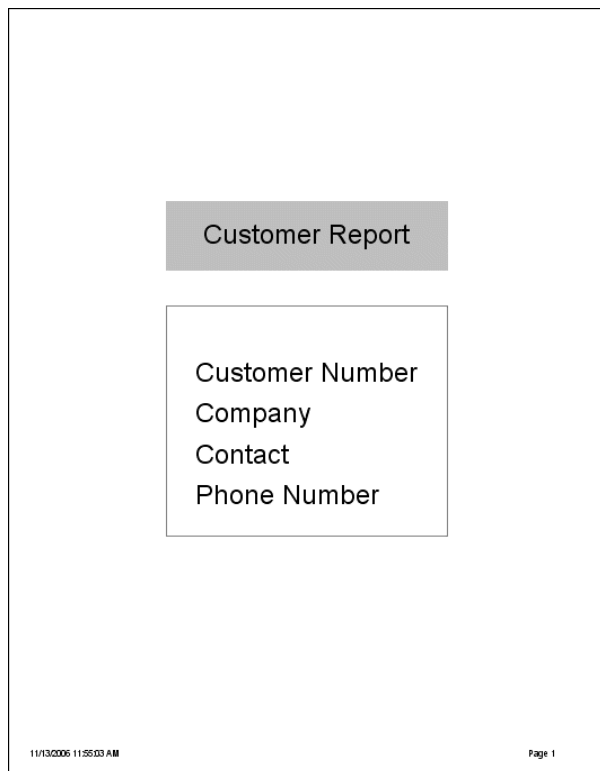 Customer Report
Customer Number
Company
Contact
Phone Number
11/13/2006 11:55:03 AM Page 1